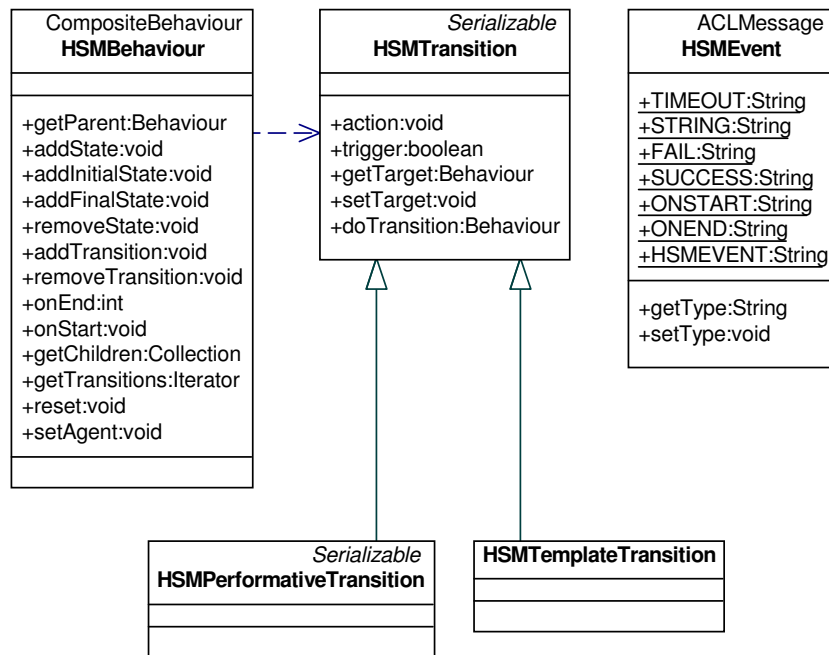 CompositeBehaviour
HSMBehaviour
+getParent:Behaviour
+addState:void
+addInitialState:void
+addFinalState:void
+removeState:void
+addTransition:void
+removeTransition:void
+onEnd:int
+onStart:void
+getChildren:Collection
+getTransitions:Iterator
+reset:void
+setAgent:void
Serializable
HSMTransition
+action:void
+trigger:boolean
+getTarget:Behaviour
+setTarget:void
+doTransition:Behaviour
ACLMessage
HSMEvent
+TIMEOUT:String
+STRING:String
+FAIL:String
+SUCCESS:String
+ONSTART:String
+ONEND:String
+HSMEVENT:String
+getType:String
+setType:void
Serializable
HSMPerformativeTransition
HSMTemplateTransition